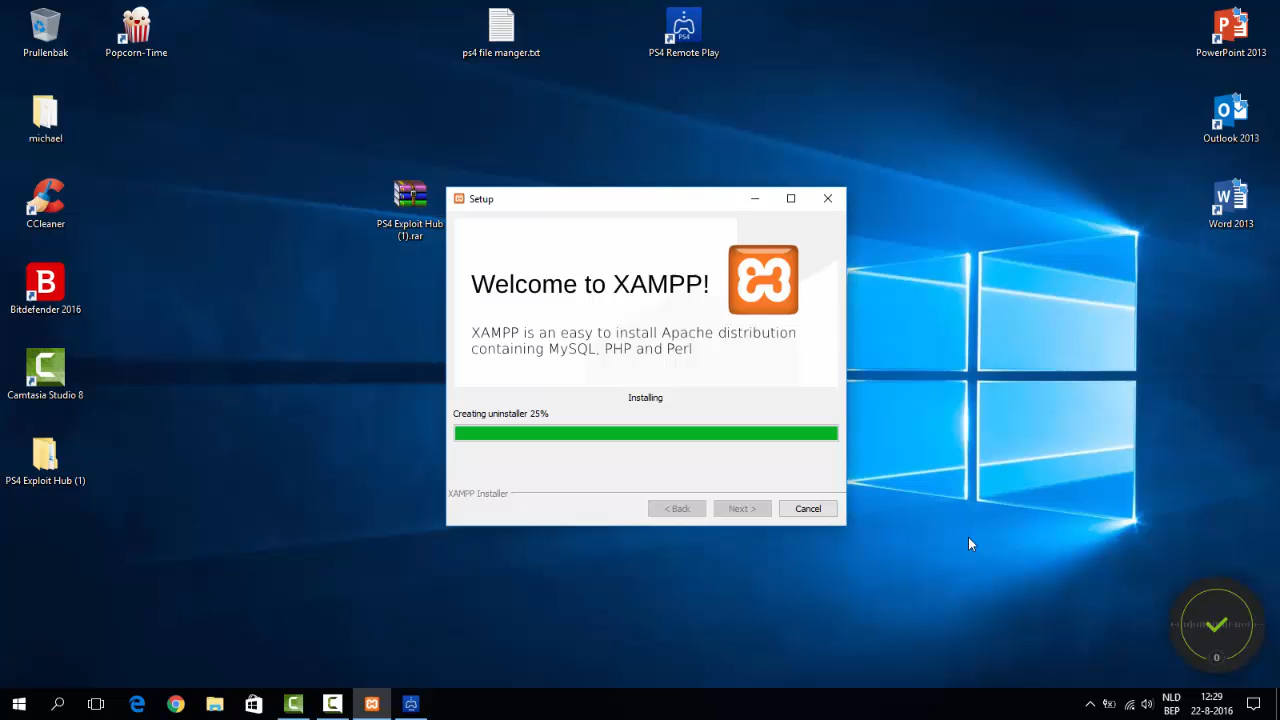 Prullenbak
Popcorn-Time
ps4 file manger.txt
PS4
PS4 Remote Play
P
PowerPoint 2013
michael
O
Outlook 2013
CCleaner
PS4 Exploit Hub
(1).rar
W
Word 2013
Setup
Welcome to XAMPP!
XAMPP is an easy to install Apache distribution
containing MySQL, PHP and Perl
B
Bitdefender 2016
Installing
Creating uninstaller 25%
C
Camtasia Studio 8
PS4 Exploit Hub (1)
XAMPP Installer
< Back
Next >
Cancel
0
NLD
BEP
12:29
22-8-2016